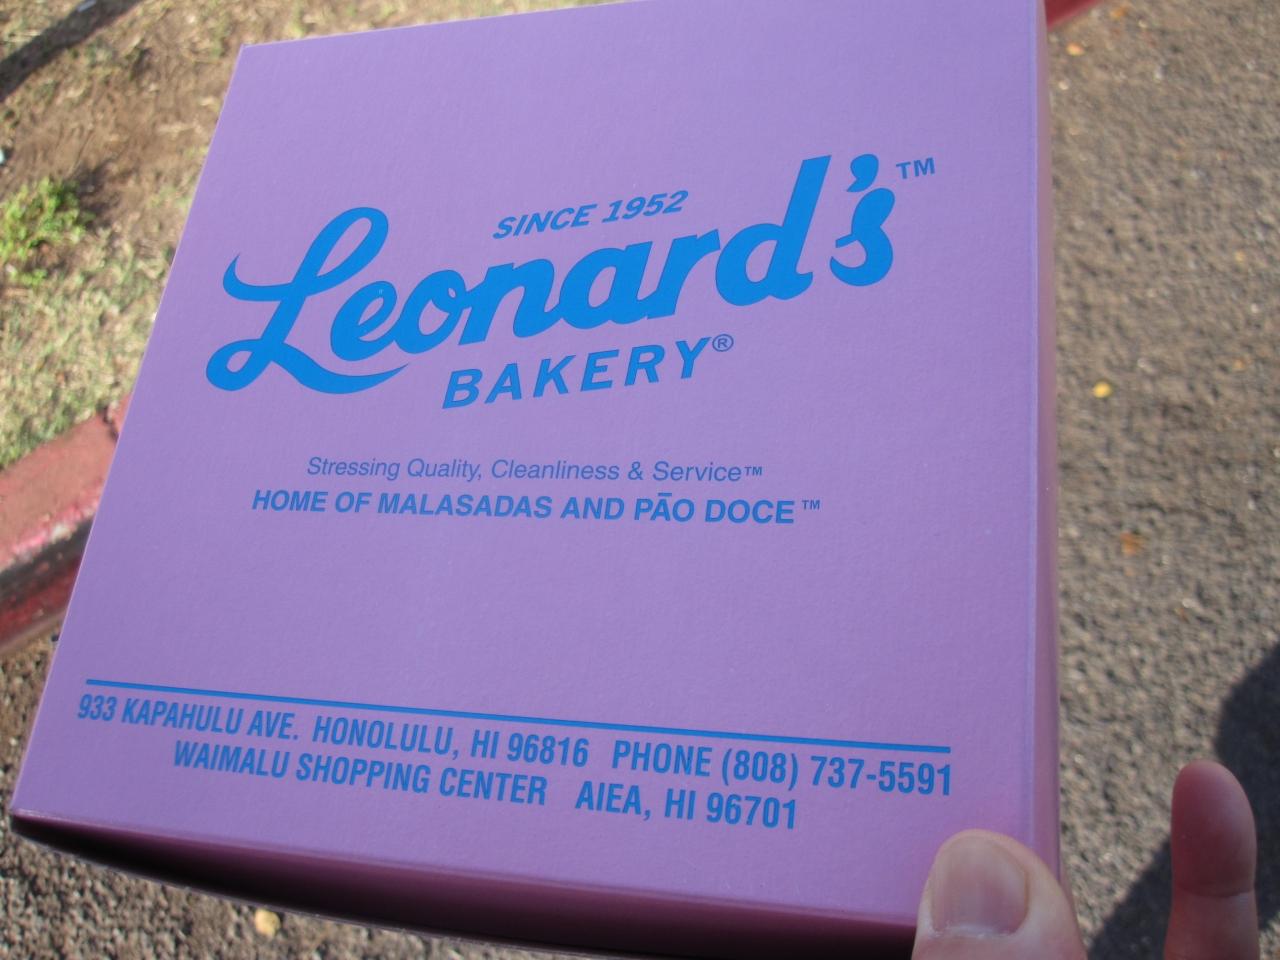 SINCE 1952
Leonard's™
BAKERY®
Stressing Quality, Cleanliness & Service™
HOME OF MALASADAS AND PĀO DOCE™
933 KAPAHULU AVE. HONOLULU, HI 96816 PHONE (808) 737-5591
WAIMALU SHOPPING CENTER AIEA, HI 96701